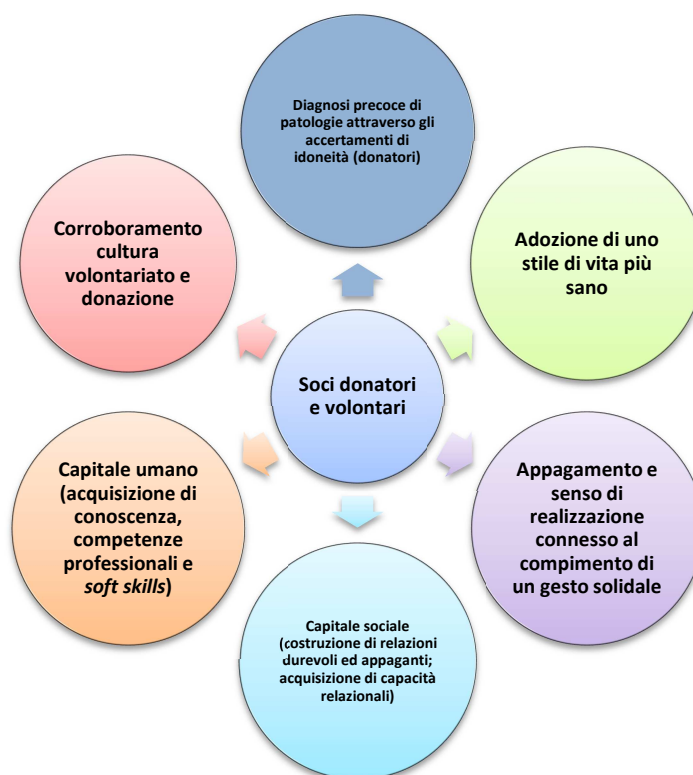 Diagnosi precoce di
patologie attraverso gli
accertamenti di
idoneità (donatori)
Corroboramento
cultura
volontariato e
donazione
Adozione di uno
stile di vita più
sano
Soci donatori
e volontari
Capitale umano
(acquisizione di
conoscenza,
competenze
professionali e
soft skills)
Appagamento e
senso di
realizzazione
connesso al
compimento di
un gesto solidale
Capitale sociale
(costruzione di relazioni
durevoli ed appaganti;
acquisizione di capacità
relazionali)